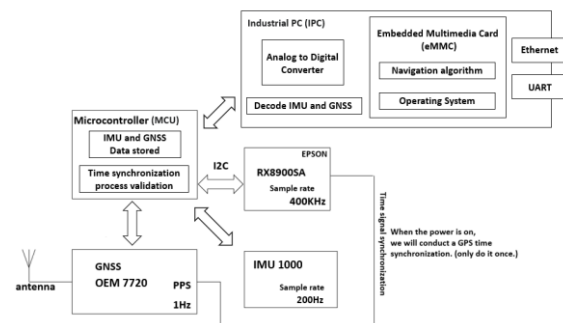 Industrial PC (IPC)
Analog to Digital
Converter
Decode IMU and GNSS
Embedded Multimedia Card
(eMMC)
Navigation algorithm
Operating System
Ethernet
UART
Microcontroller (MCU)
IMU and GNSS
Data stored
Time synchronization
process validation
I2C
EPSON
RX8900SA
Sample rate
400KHz
Time signal synchronization
When the power is on,
we will conduct a GPS time
synchronization. (only do it once.)
antenna
GNSS
OEM 7720
PPS
1Hz
IMU 1000
Sample rate
200Hz